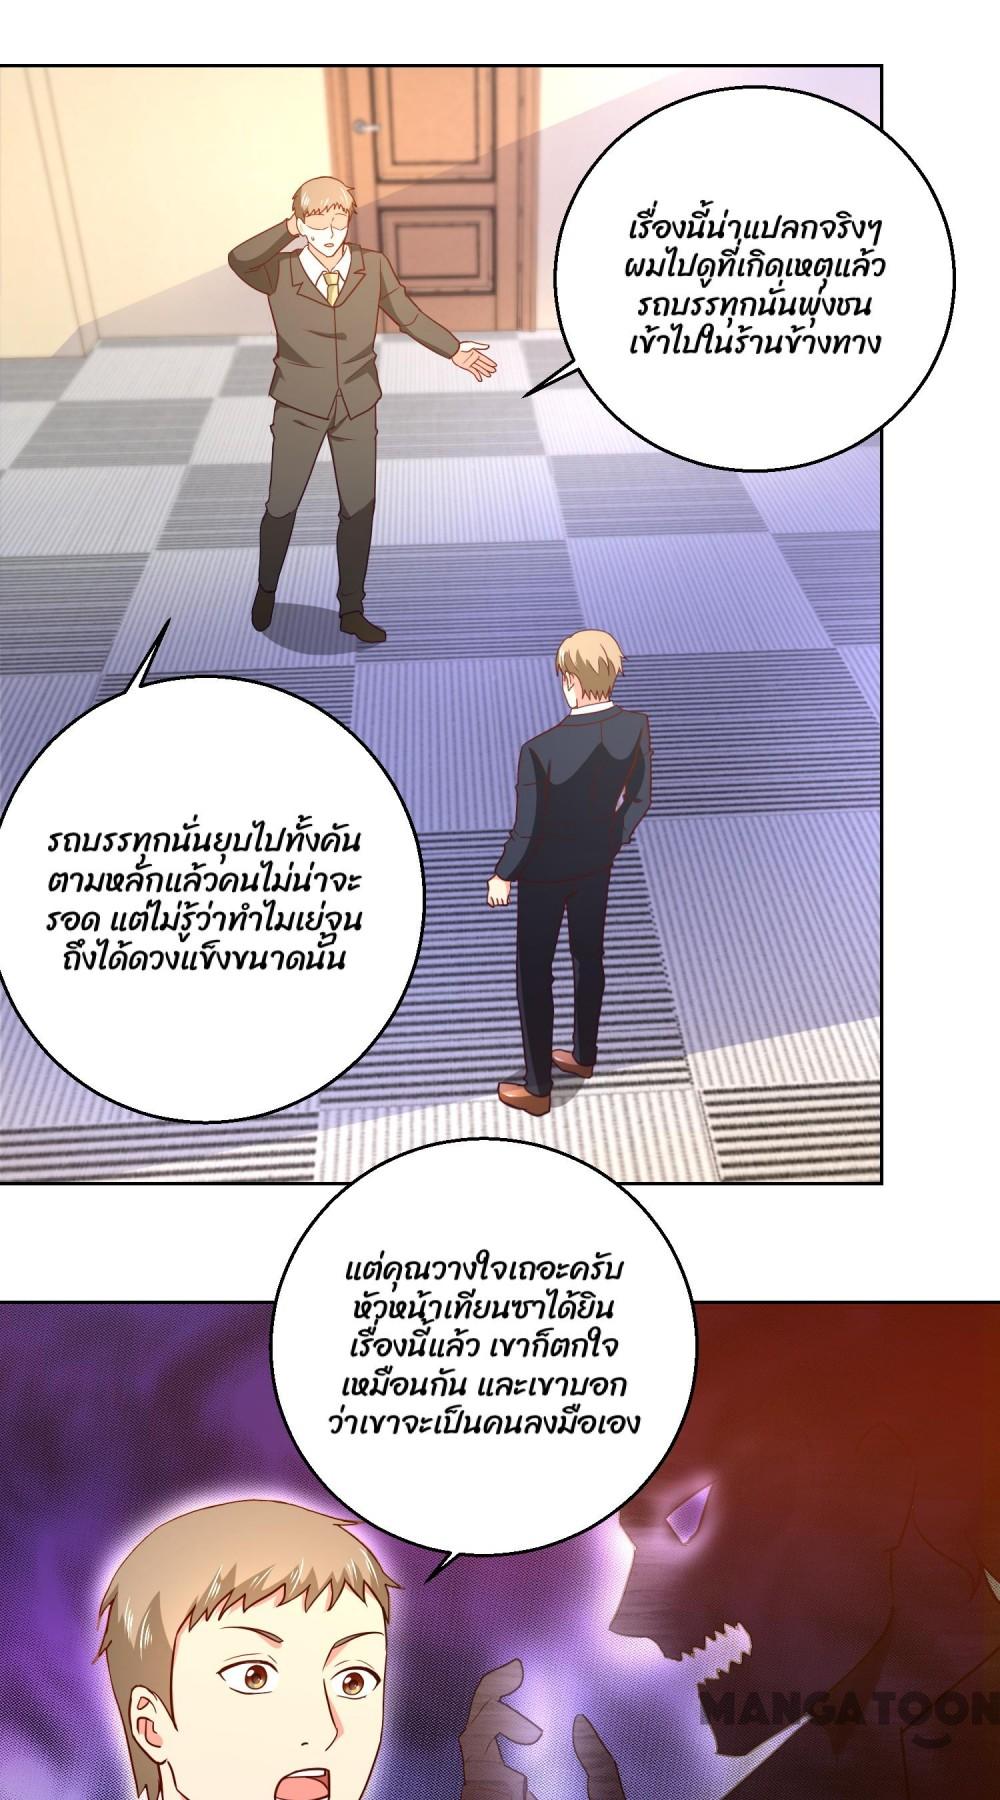 เรื่องนี้น่าแปลกจริงๆ
ผมไปดูที่เกิดเหตุแล้ว
รถบรรทุกนั่นพุ่งชน
เข้าไปในร้านข้างทาง
รถบรรทุกนั่นยุบไปทั้งคัน
ตามหลักแล้วคนไม่น่าจะ
รอด แต่ไม่รู้ว่าทำไมเย่จุน
ถึงได้ดวงแข็งขนาดนั้น
แต่คุณวางใจเถอะครับ
หัวหน้าเทียนซาได้ยิน
เรื่องนี้แล้ว เขาก็ตกใจ
เหมือนกัน และเขาบอก
ว่าเขาจะเป็นคนลงมือเอง
MANGATOON